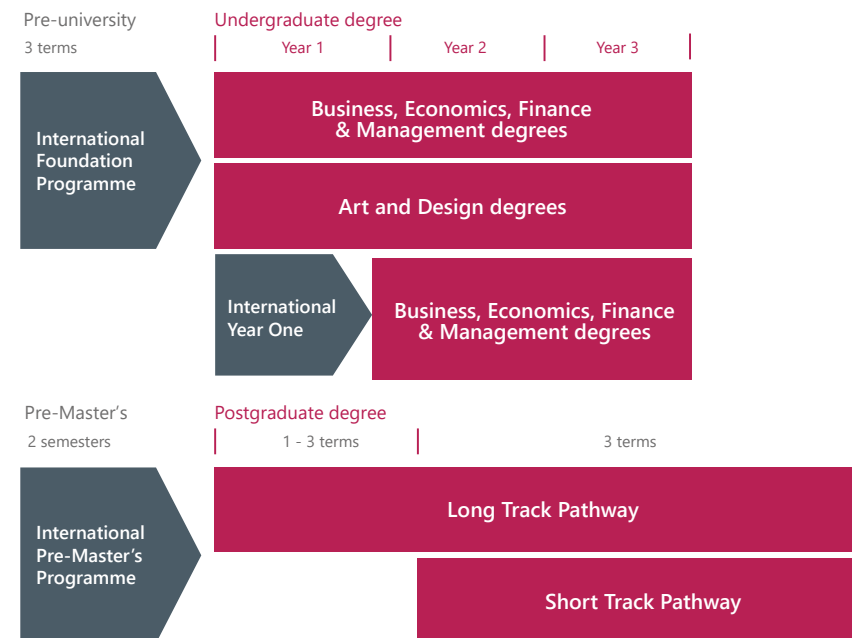 Pre-university
3 terms
Undergraduate degree
Year 1
Year 2
Year 3
International
Foundation
Programme
Business, Economics, Finance
& Management degrees
Art and Design degrees
International
Year One
Business, Economics, Finance
& Management degrees
Pre-Master’s
2 semesters
Postgraduate degree
1 - 3 terms
3 terms
International
Pre-Master’s
Programme
Long Track Pathway
Short Track Pathway